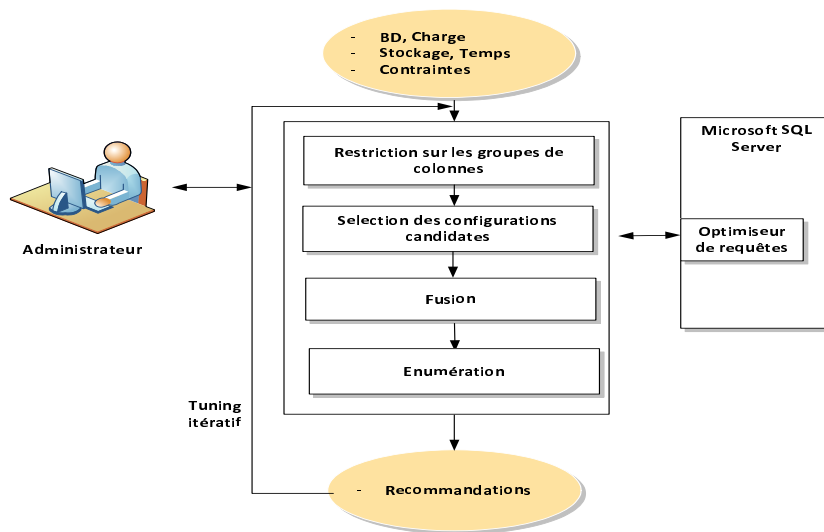 - BD, Charge
- Stockage, Temps
- Contraintes
Restriction sur les groupes de
colonnes
Selection des configurations
candidates
Fusion
Enumération
Microsoft SQL
Server
Optimiseur
de requêtes
Administrateur
Tuning
itératif
- Recommandations